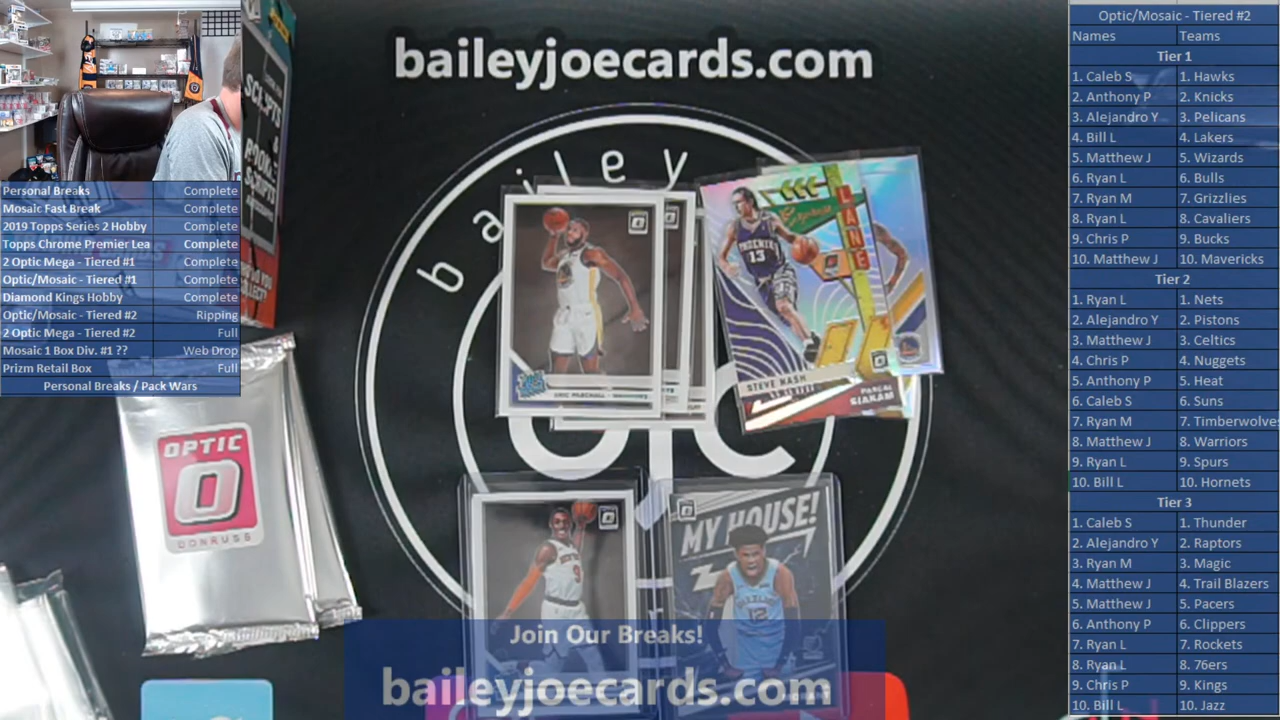 baileyjoecards.com
Personal Breaks Complete
Mosaic Fast Break Complete
2019 Topps Series 2 Hobby Complete
Topps Chrome Premier Lea Complete
2 Optic Mega - Tiered #1 Complete
Optic/Mosaic - Tiered #1 Complete
Diamond Kings Hobby Complete
Optic/Mosaic - Tiered #2 Ripping
2 Optic Mega - Tiered #2 Full
Mosaic 1 Box Div. #1 ?? Web Drop
Prizm Retail Box Full
Personal Breaks / Pack Wars
bailey
OPTIC
O
DONRUSS
ERIC PASCHALL
PHOENIX
13
LANE
STEVE NASH
PASCAL
SIAKAM
9
MY HOUSE!
12
Join Our Breaks!
baileyjoecards.com
Optic/Mosaic - Tiered #2
Names Teams
Tier 1
1. Caleb S 1. Hawks
2. Anthony P 2. Knicks
3. Alejandro Y 3. Pelicans
4. Bill L 4. Lakers
5. Matthew J 5. Wizards
6. Ryan L 6. Bulls
7. Ryan M 7. Grizzlies
8. Ryan L 8. Cavaliers
9. Chris P 9. Bucks
10. Matthew J 10. Mavericks
Tier 2
1. Ryan L 1. Nets
2. Alejandro Y 2. Pistons
3. Matthew J 3. Celtics
4. Chris P 4. Nuggets
5. Anthony P 5. Heat
6. Caleb S 6. Suns
7. Ryan M 7. Timberwolves
8. Matthew J 8. Warriors
9. Ryan L 9. Spurs
10. Bill L 10. Hornets
Tier 3
1. Caleb S 1. Thunder
2. Alejandro Y 2. Raptors
3. Ryan M 3. Magic
4. Matthew J 4. Trail Blazers
5. Matthew J 5. Pacers
6. Anthony P 6. Clippers
7. Ryan L 7. Rockets
8. Ryan L 8. 76ers
9. Chris P 9. Kings
10. Bill L 10. Jazz